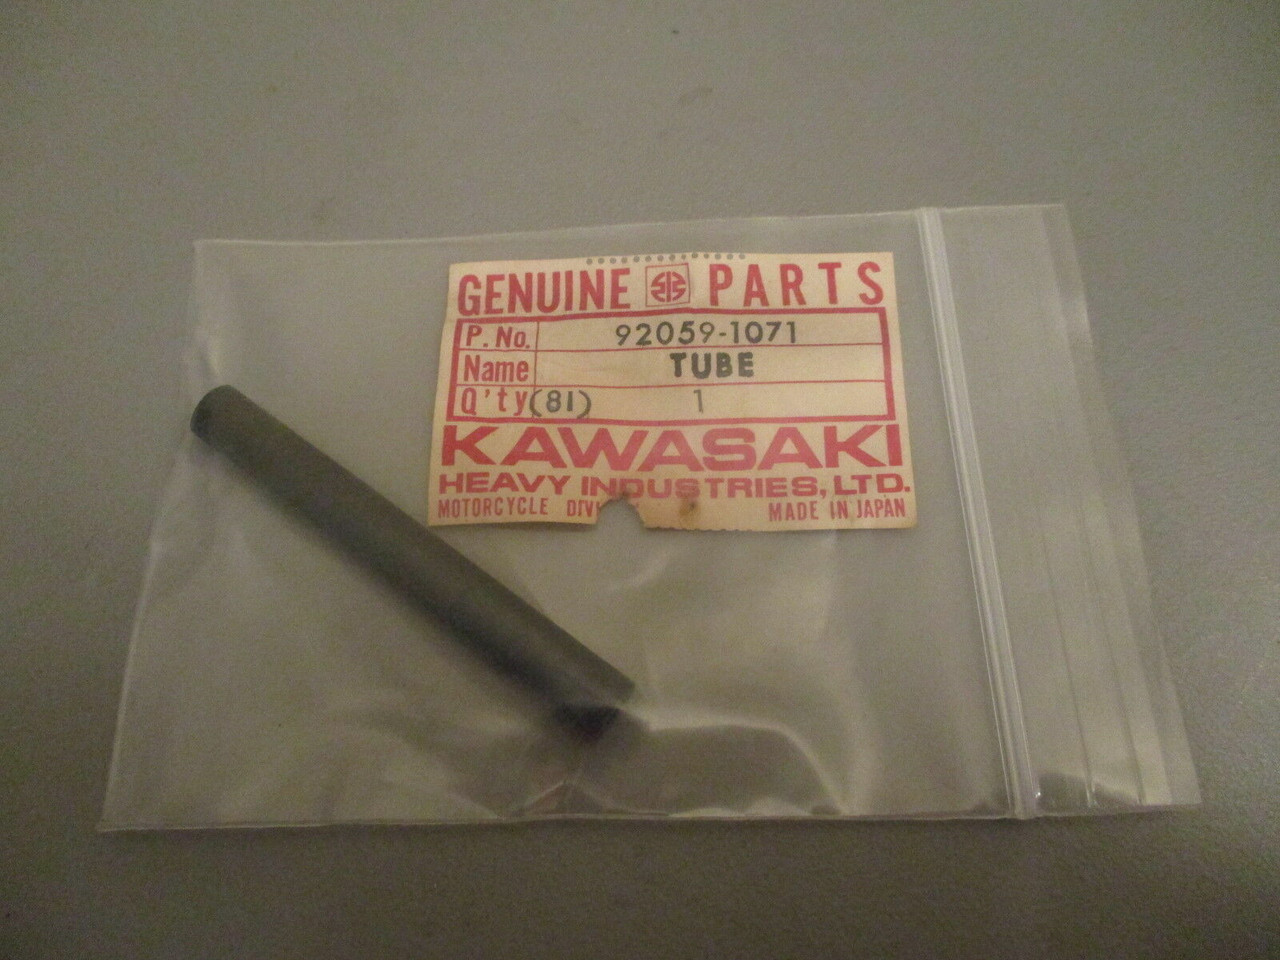 GENUINE PARTS
P. No. 92059-1071
Name TUBE
Q'ty (81) 1
KAWASAKI
HEAVY INDUSTRIES, LTD.
MOTORCYCLE MADE IN JAPAN